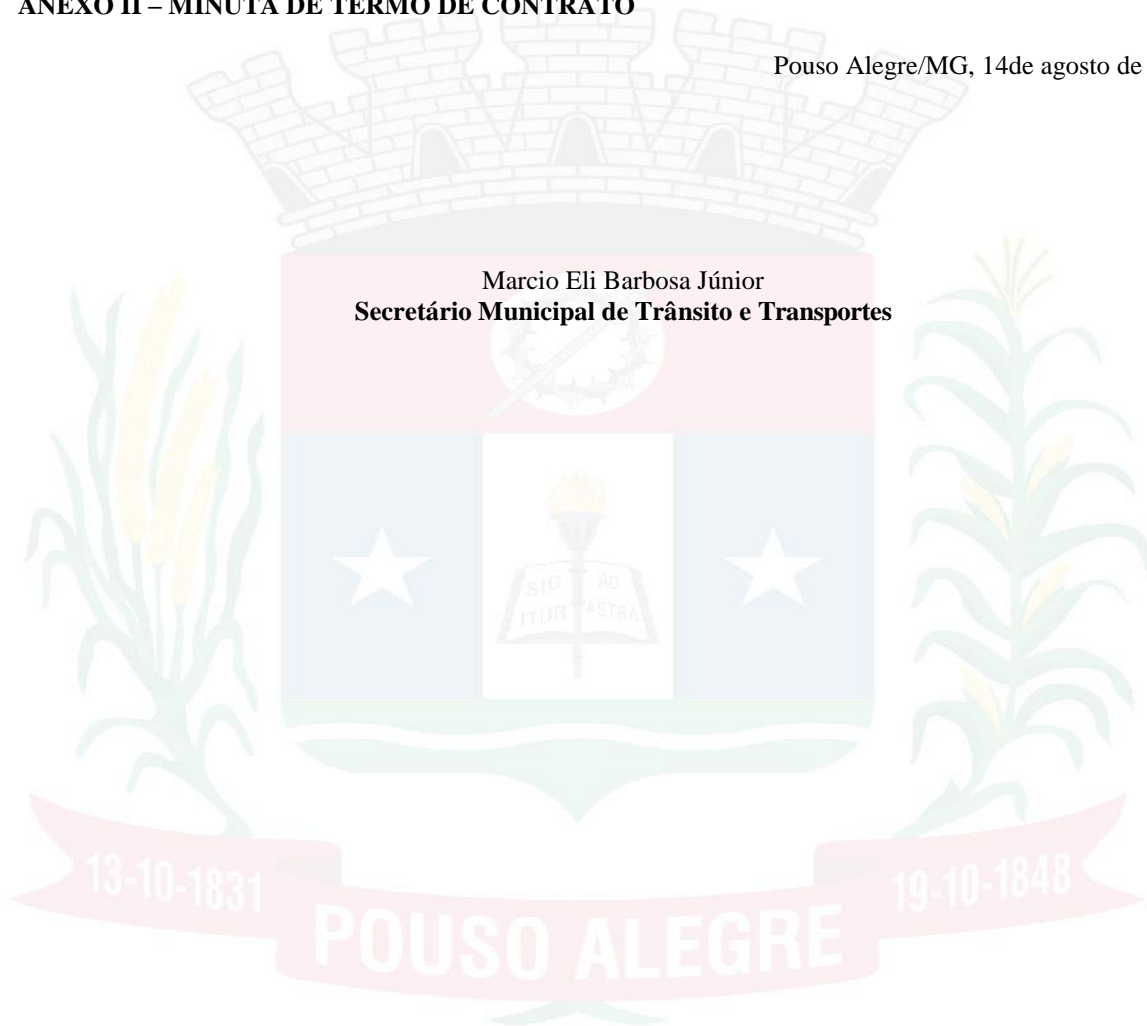 ANEXO II – MINUTA DE TERMO DE CONTRATO
Pouso Alegre/MG, 14de agosto de
Marcio Eli Barbosa Júnior
Secretário Municipal de Trânsito e Transportes
SIC AD
ITUR ASTRA
13-10-1831
19-10-1848
POUSO ALEGRE